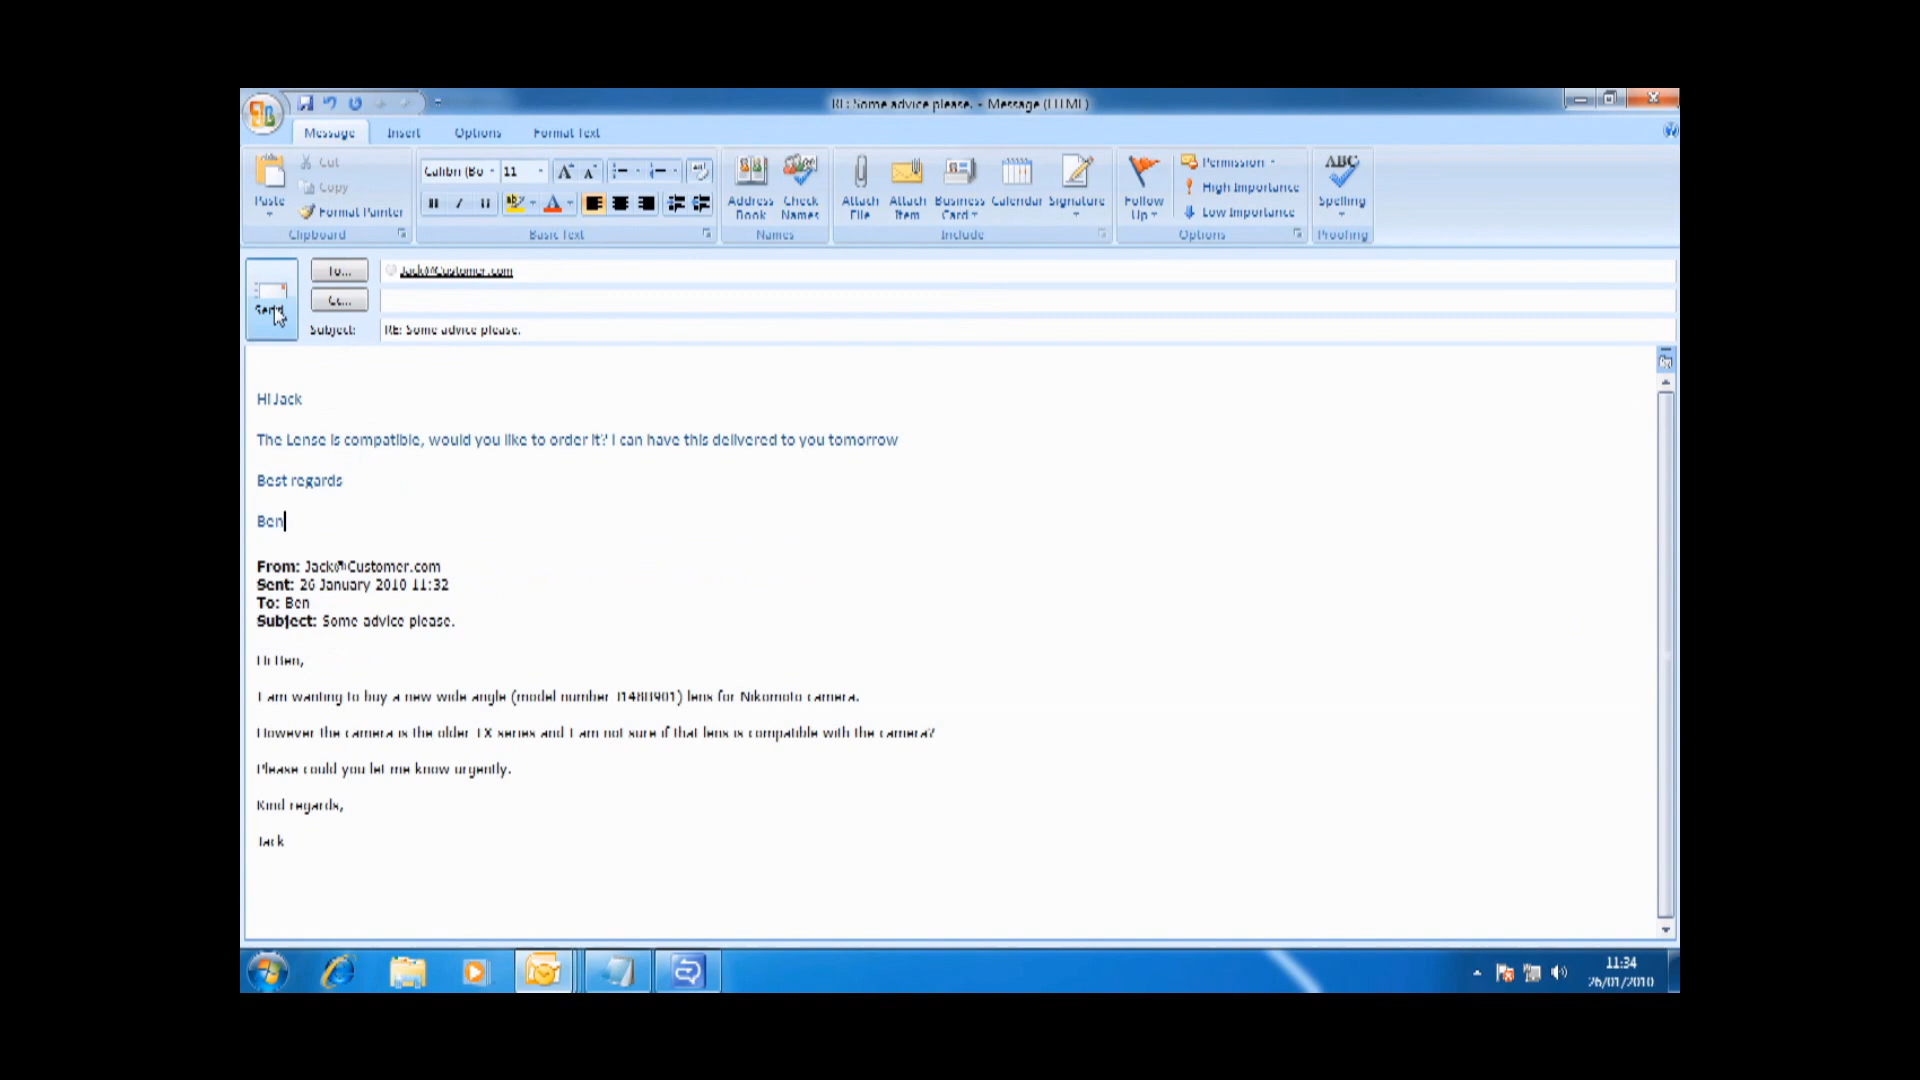 RE: Some advice please. - Message (HTML)
Message Insert Options Format Text
Cut
Copy
Paste
Format Painter
Clipboard
Calibri (Bo 11
Basic Text
Address Book
Check Names
Names
Attach File
Attach Item
Business Card
Calendar
Signature
Include
Follow Up
Permission
High Importance
Low Importance
Options
ABC
Spelling
Proofing
Send
To...
Jack@Customer.com
Cc...
Subject:
RE: Some advice please.
Hi Jack
The Lense is compatible, would you like to order it? I can have this delivered to you tomorrow
Best regards
Ben
From: Jack@Customer.com
Sent: 26 January 2010 11:32
To: Ben
Subject: Some advice please.
Hi Ben,
I am wanting to buy a new wide angle (model number lens for Nikomoto camera.
However the camera is the older series and I am not sure if that lens is compatible with the camera?
Please could you let me know urgently.
Kind regards,
Jack
11:34
26/01/2010